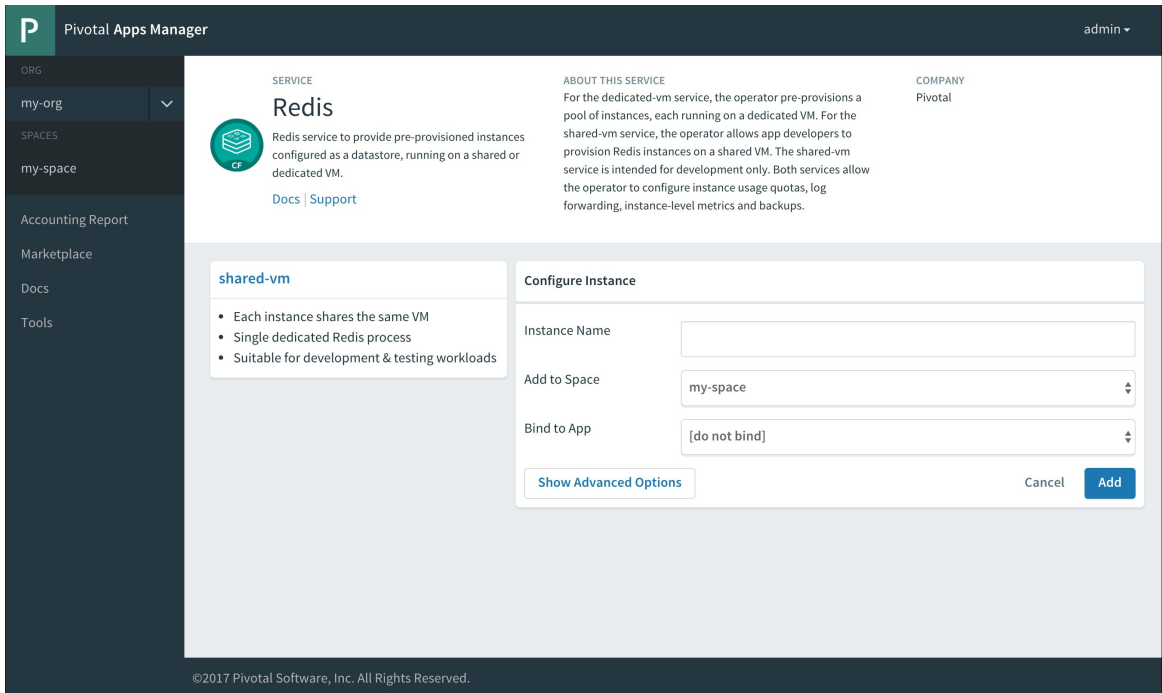 P
Pivotal Apps Manager
admin
ORG
my-org
SPACES
my-space
Accounting Report
Marketplace
Docs
Tools
CF
SERVICE
Redis
Redis service to provide pre-provisioned instances
configured as a datastore, running on a shared or
dedicated VM.
Docs | Support
ABOUT THIS SERVICE
For the dedicated-vm service, the operator pre-provisions a
pool of instances, each running on a dedicated VM. For the
shared-vm service, the operator allows app developers to
provision Redis instances on a shared VM. The shared-vm
service is intended for development only. Both services allow
the operator to configure instance usage quotas, log
forwarding, instance-level metrics and backups.
COMPANY
Pivotal
shared-vm
• Each instance shares the same VM
• Single dedicated Redis process
• Suitable for development & testing workloads
Configure Instance
Instance Name
Add to Space
my-space
Bind to App
[do not bind]
Show Advanced Options
Cancel
Add
©2017 Pivotal Software, Inc. All Rights Reserved.